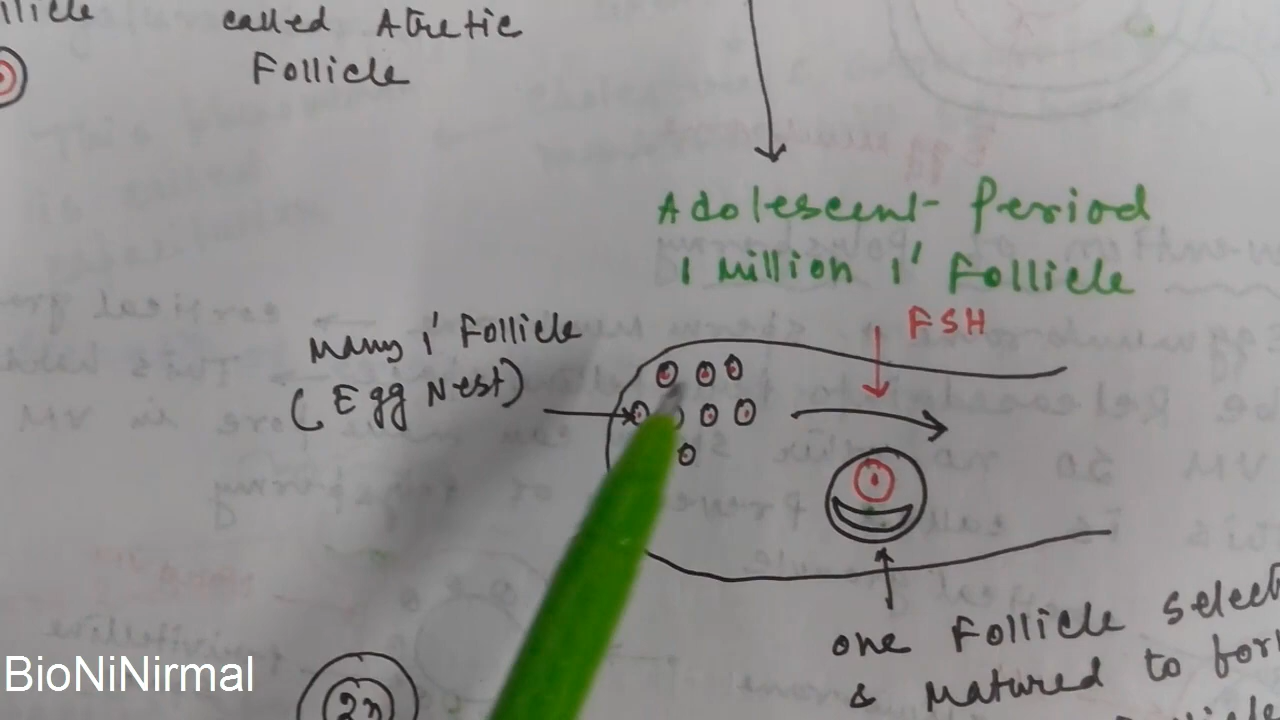 called Atretic
Follicle
Adolescent Period
1 Million 1' Follicle
FSH
Many 1' Follicle
(Egg Nest)
one Follicle select
& Matured to for
2n
BioNiNirmal